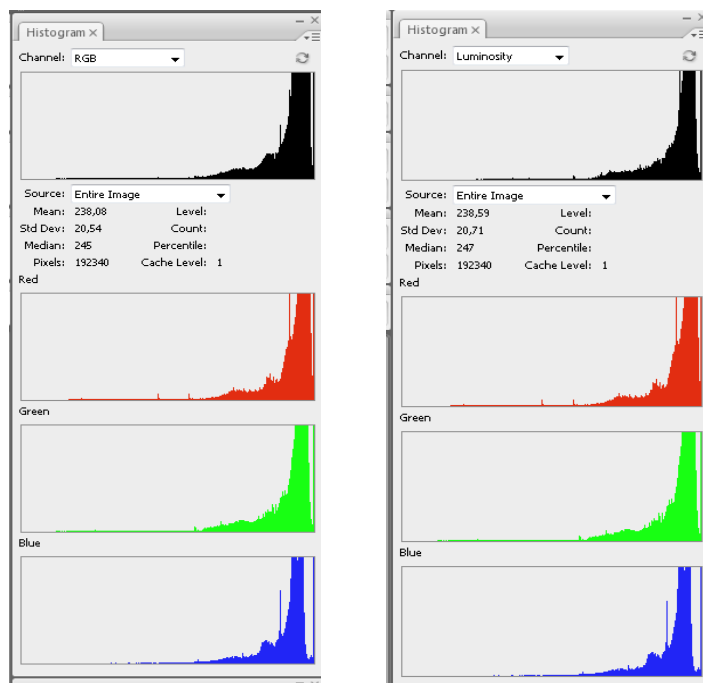 Histogram ×
Channel: RGB
Source: Entire Image
Mean: 238,08 Level:
Std Dev: 20,54 Count:
Median: 245 Percentile:
Pixels: 192340 Cache Level: 1
Red
Green
Blue
Histogram ×
Channel: Luminosity
Source: Entire Image
Mean: 238,59 Level:
Std Dev: 20,71 Count:
Median: 247 Percentile:
Pixels: 192340 Cache Level: 1
Red
Green
Blue